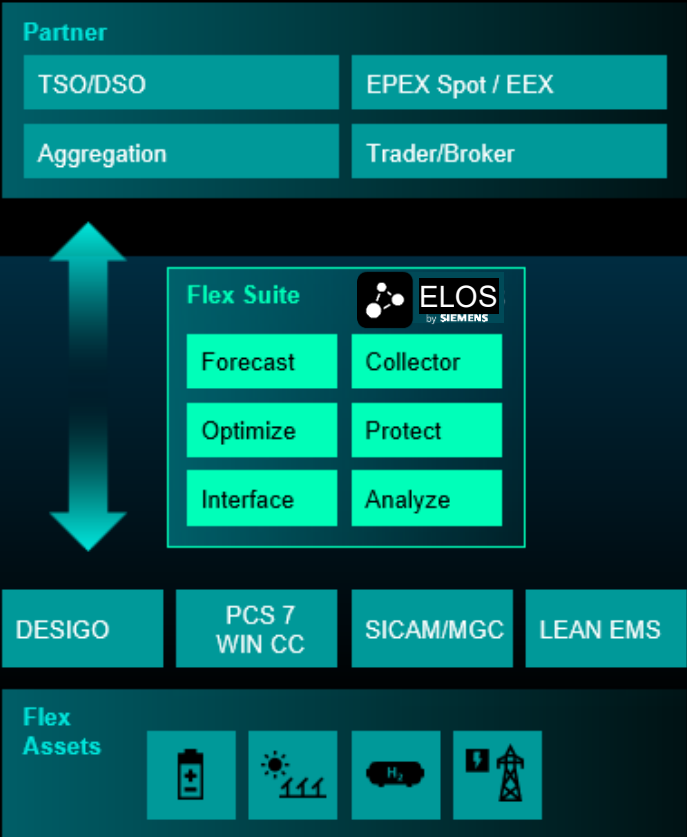 Partner
TSO/DSO
EPEX Spot / EEX
Aggregation
Trader/Broker
Flex Suite
ELOS
by SIEMENS
Forecast
Collector
Optimize
Protect
Interface
Analyze
DESIGO
PCS 7
WIN CC
SICAM/MGC
LEAN EMS
Flex
Assets
+
−
H₂